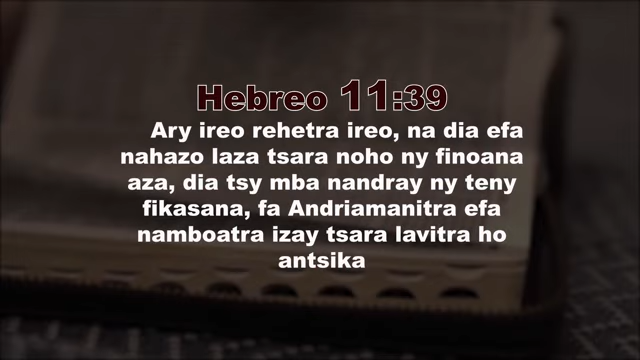 Hebreo 11:39
Ary ireo rehetra ireo, na dia efa
nahazo laza tsara noho ny finoana
aza, dia tsy mba nandray ny teny
fikasana, fa Andriamanitra efa
namboatra izay tsara lavitra ho
antsika